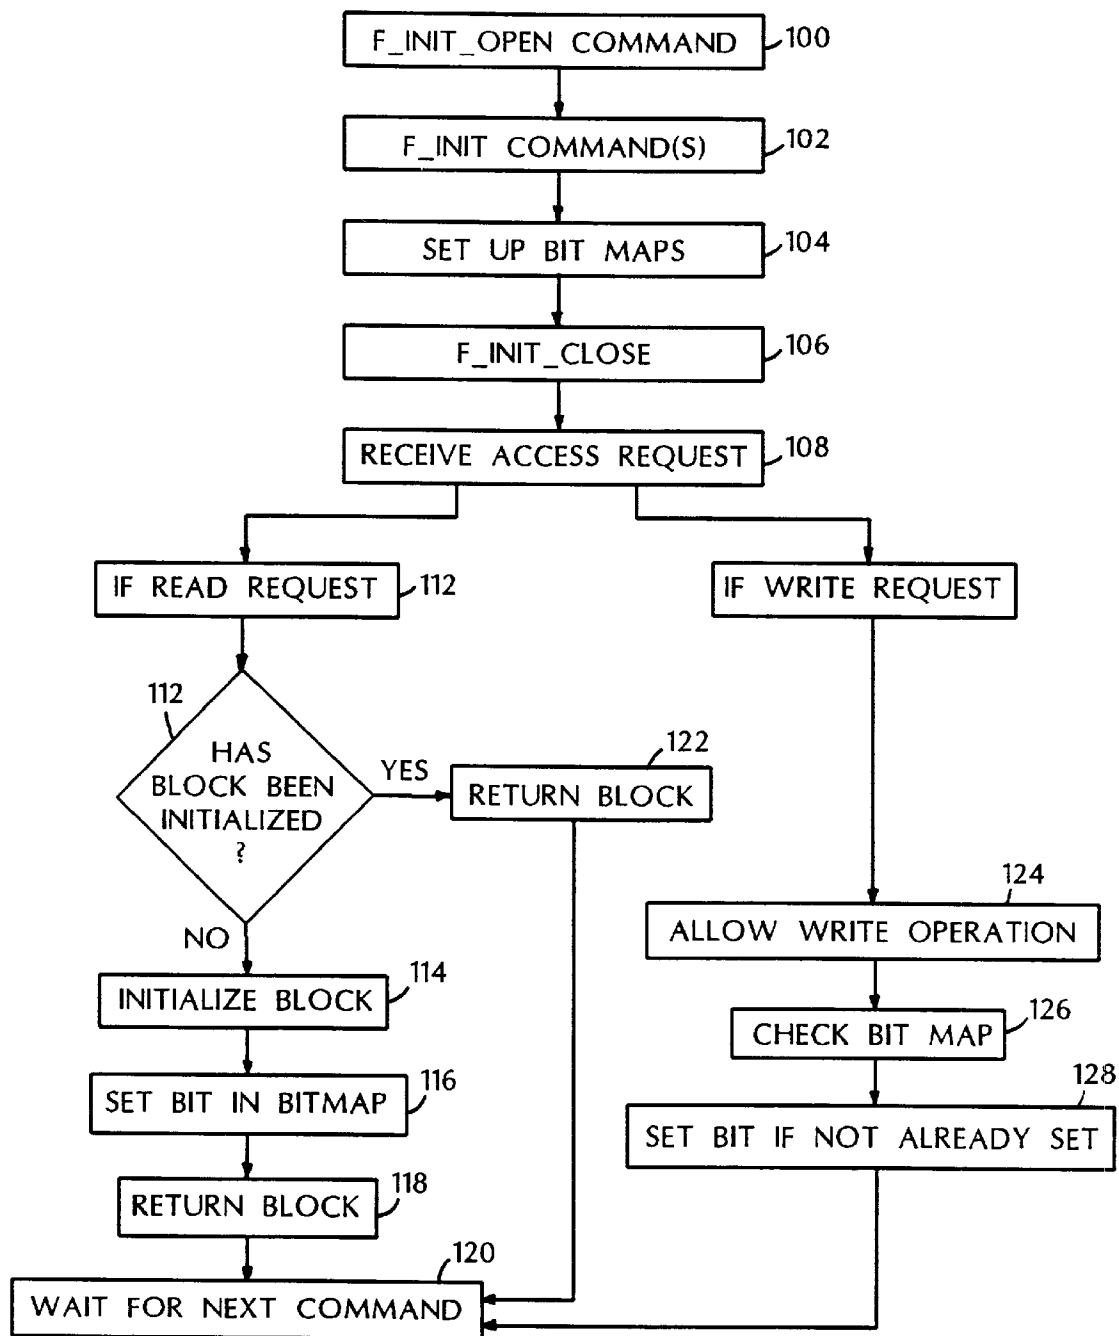 F_INIT_OPEN COMMAND 100
F_INIT COMMAND(S) 102
SET UP BIT MAPS 104
F_INIT_CLOSE 106
RECEIVE ACCESS REQUEST 108
IF READ REQUEST 112
IF WRITE REQUEST
112
HAS
BLOCK BEEN
INITIALIZED
?
YES
122
RETURN BLOCK
NO
124
ALLOW WRITE OPERATION
114
INITIALIZE BLOCK
126
CHECK BIT MAP
116
SET BIT IN BITMAP
128
SET BIT IF NOT ALREADY SET
118
RETURN BLOCK
120
WAIT FOR NEXT COMMAND